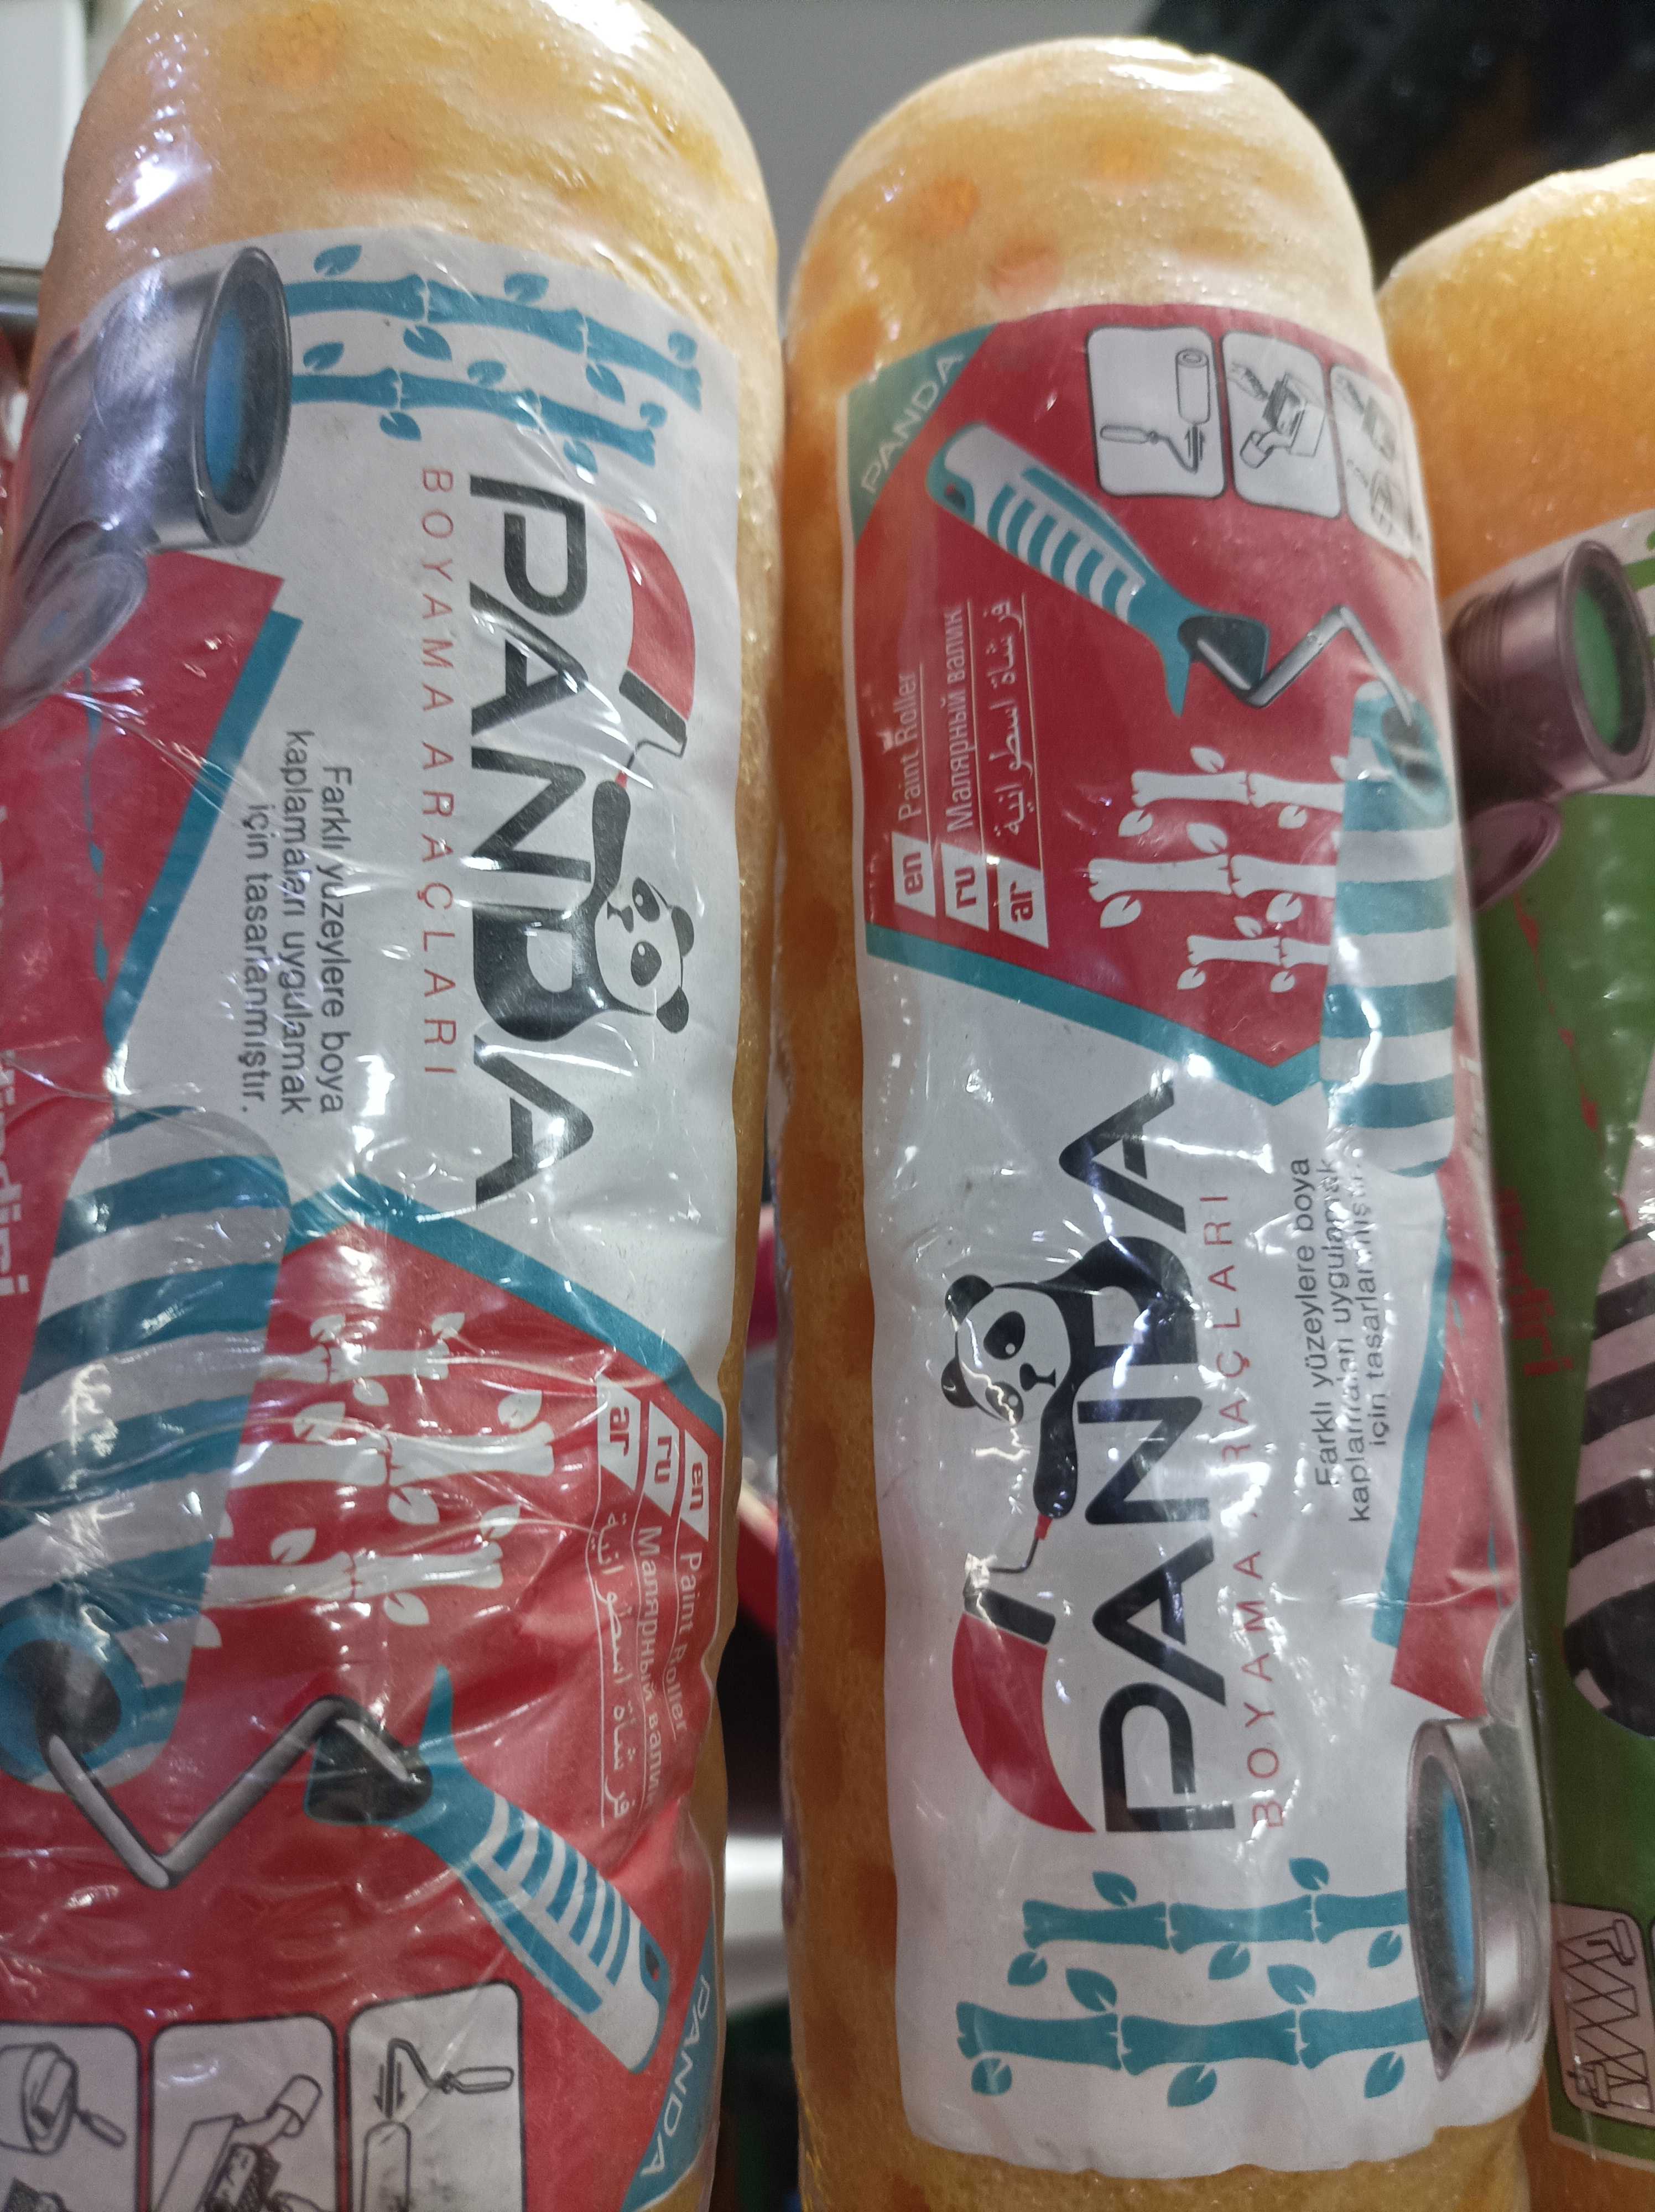 PANDA
BOYAMA ARAÇLARI
Farklı yüzeylere boya
kaplamaları uygulamak
için tasarlanmıştır.
en Paint Roller
ru Малярный валик
ar فرشاة اسطوانية
PANDA
PANDA
en Paint Roller
ru Малярный валик
ar فرشاة اسطوانية
PANDA
BOYAMA ARAÇLARI
Farklı yüzeylere boya
kaplamaları uygulamak
için tasarlanmıştır.